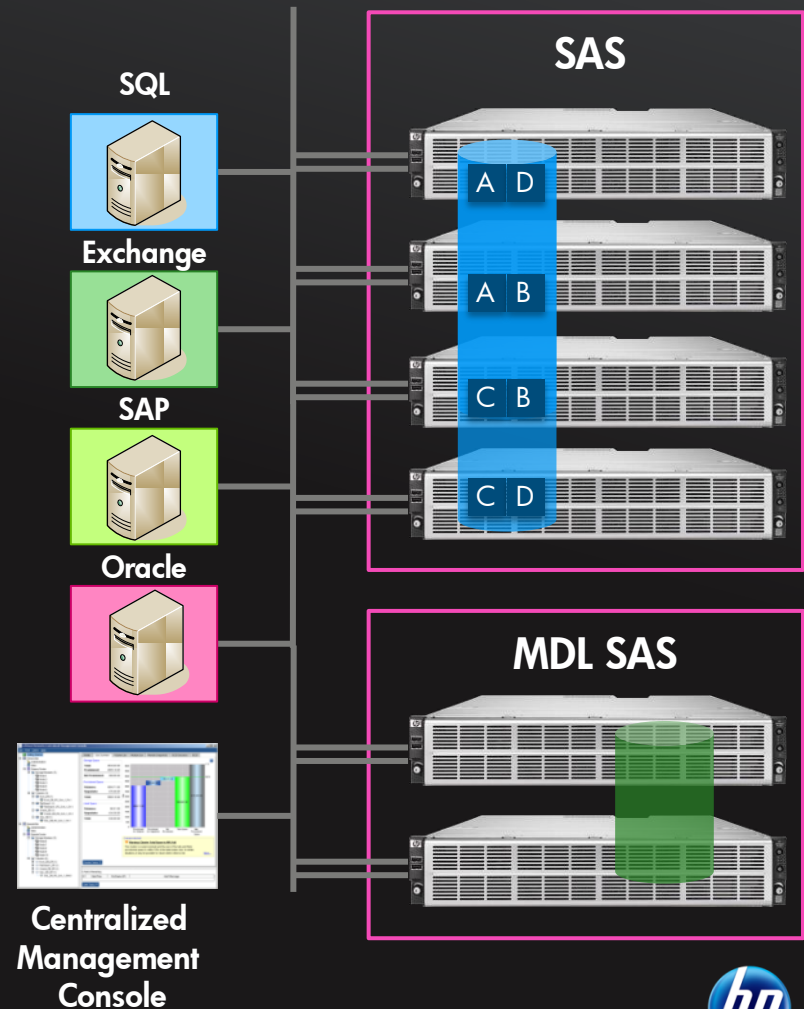 SAS
SQL
A D
Exchange
A B
SAP
C B
C D
Oracle
MDL SAS
Centralized
Management
Console
hp